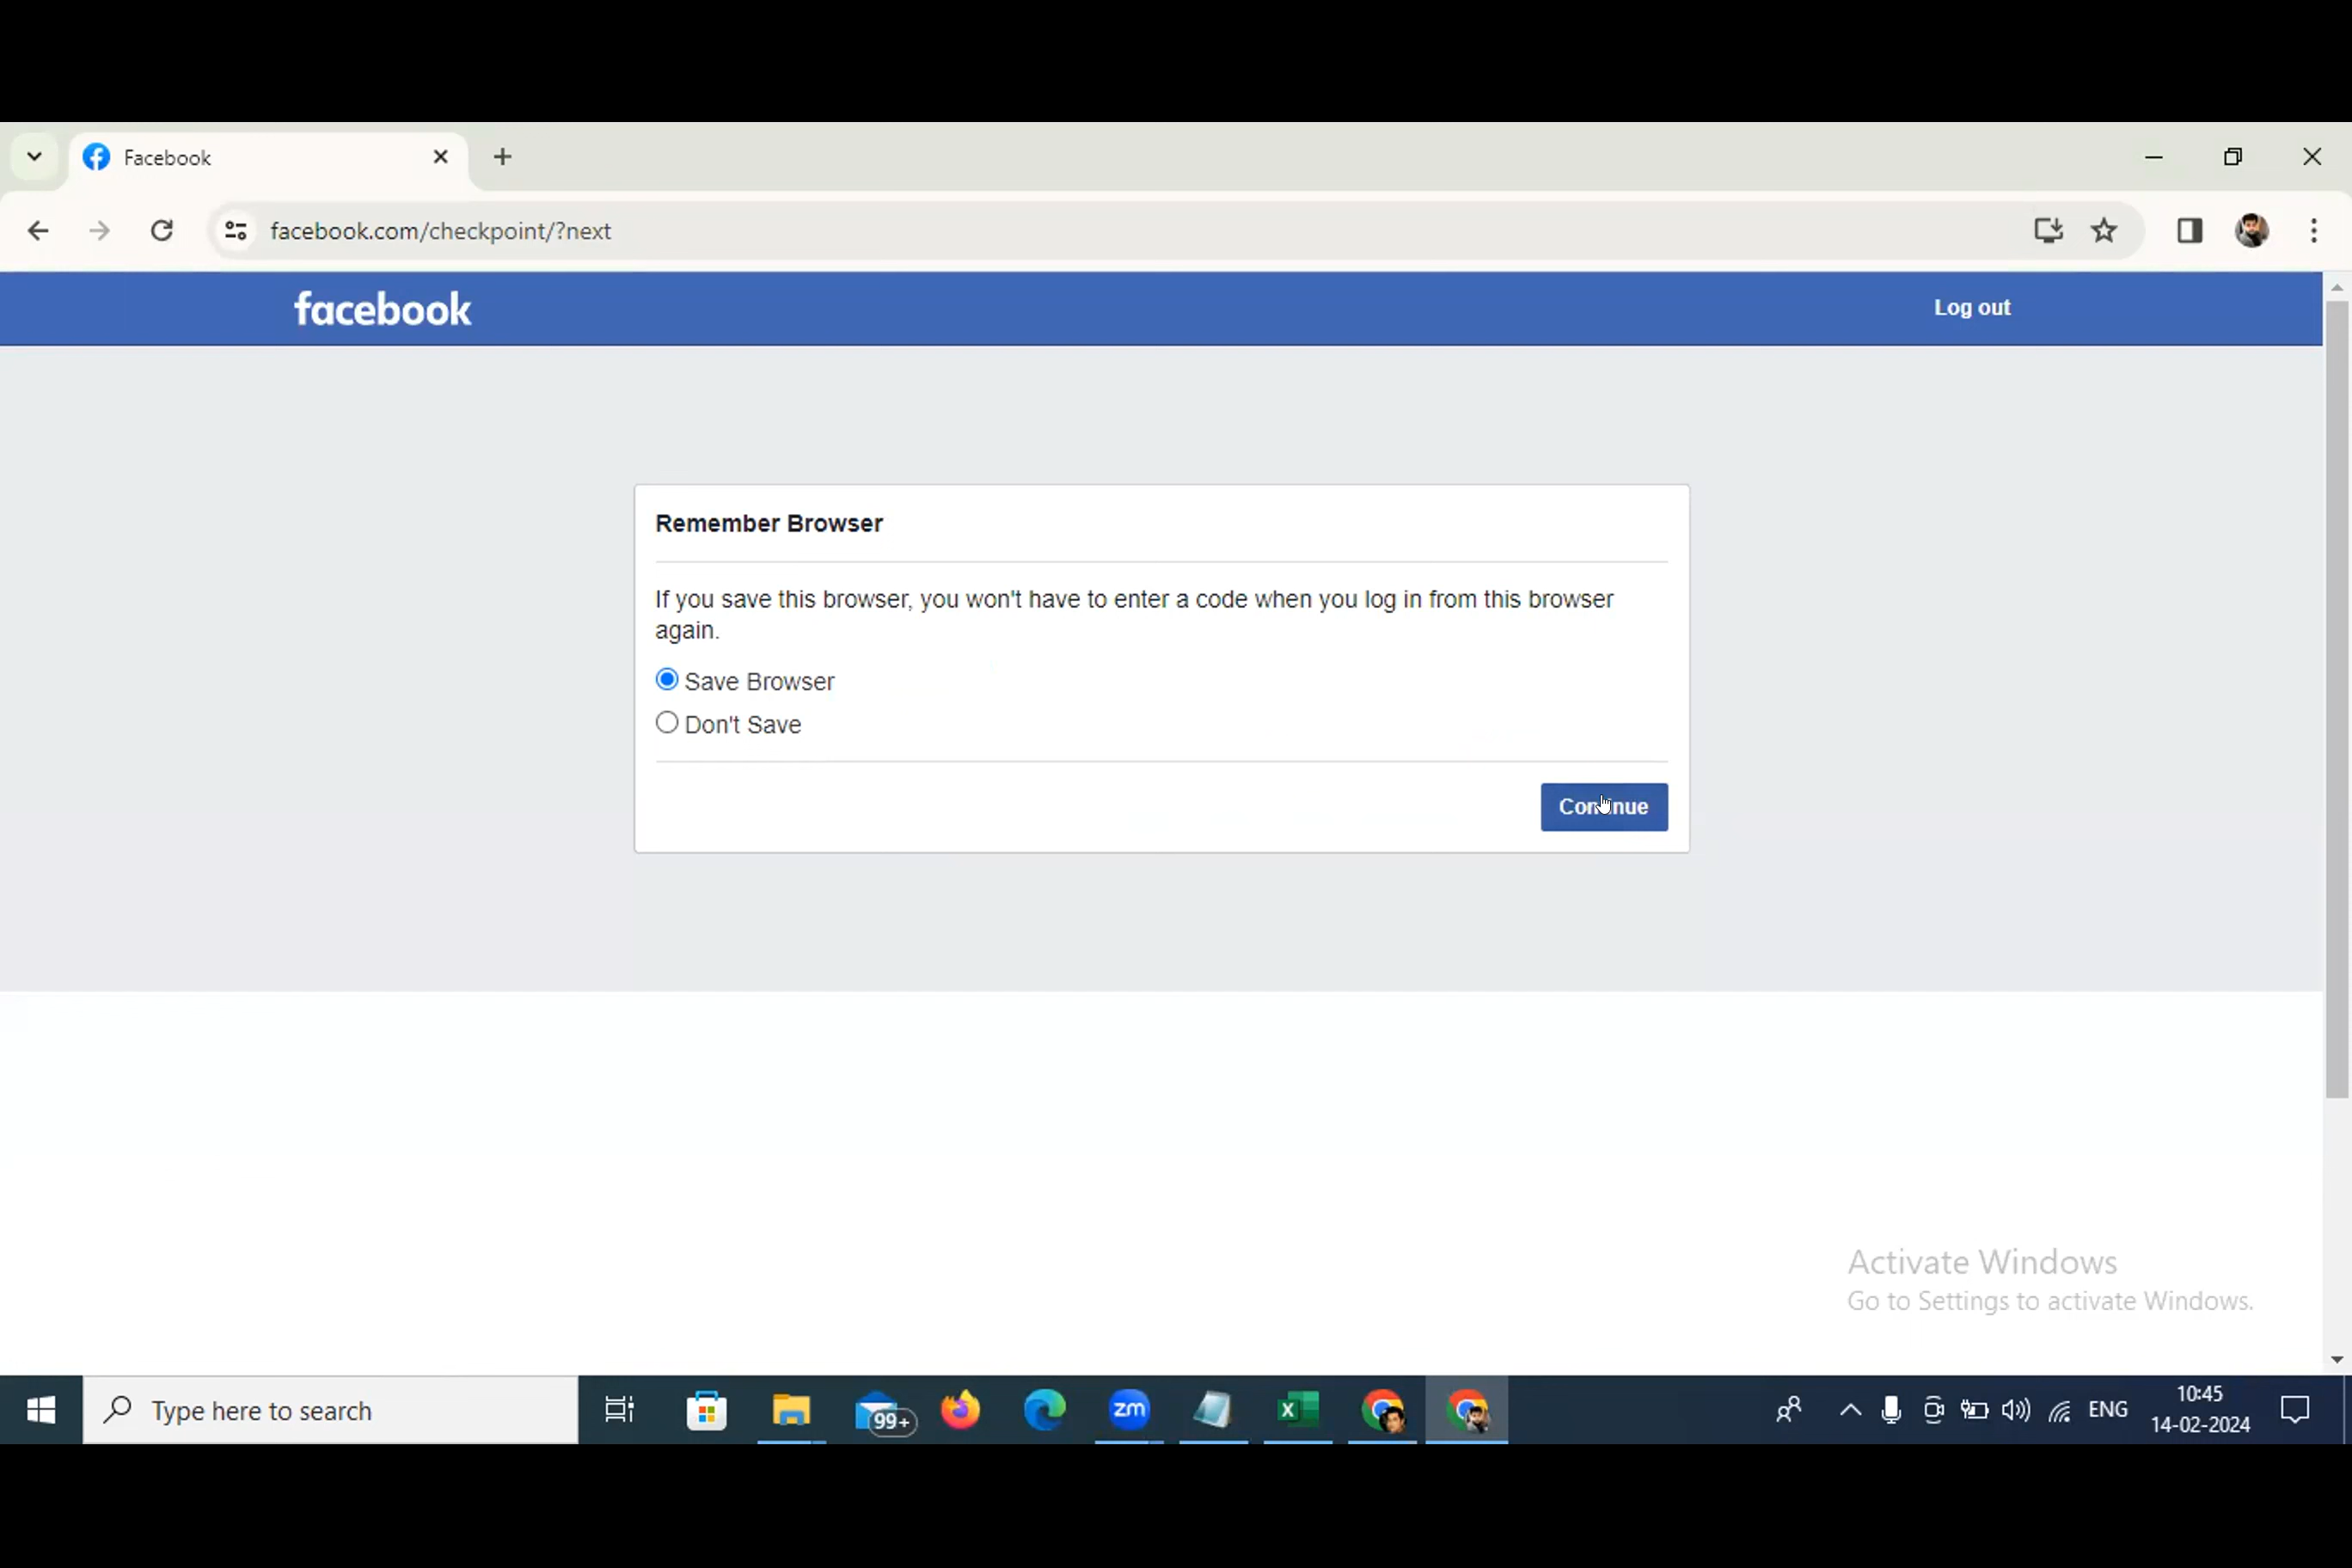 Facebook
facebook.com/checkpoint/?next
facebook
Log out
Remember Browser
If you save this browser, you won't have to enter a code when you log in from this browser
again.
Save Browser
Don't Save
Continue
Activate Windows
Go to Settings to activate Windows.
Type here to search
99+
zm
X
ENG
10:45
14-02-2024